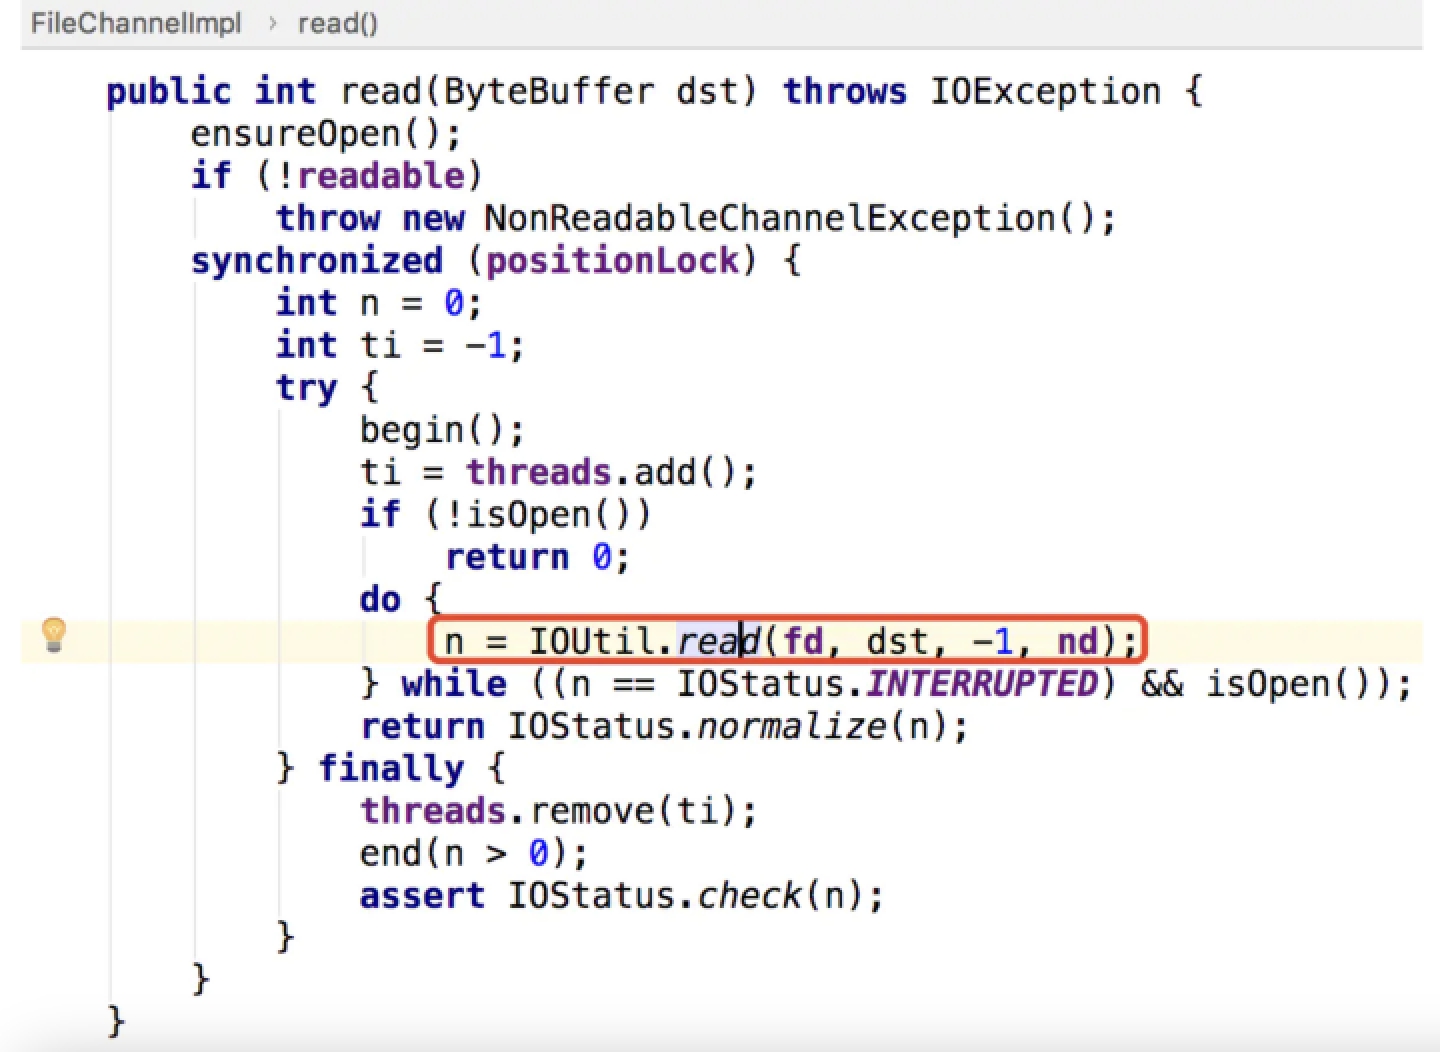 FileChannelImpl › read()
public int read(ByteBuffer dst) throws IOException {
    ensureOpen();
    if (!readable)
        throw new NonReadableChannelException();
    synchronized (positionLock) {
        int n = 0;
        int ti = -1;
        try {
            begin();
            ti = threads.add();
            if (!isOpen())
                return 0;
            do {
                n = IOUtil.read(fd, dst, -1, nd);
            } while ((n == IOStatus.INTERRUPTED) && isOpen());
            return IOStatus.normalize(n);
        } finally {
            threads.remove(ti);
            end(n > 0);
            assert IOStatus.check(n);
        }
    }
}